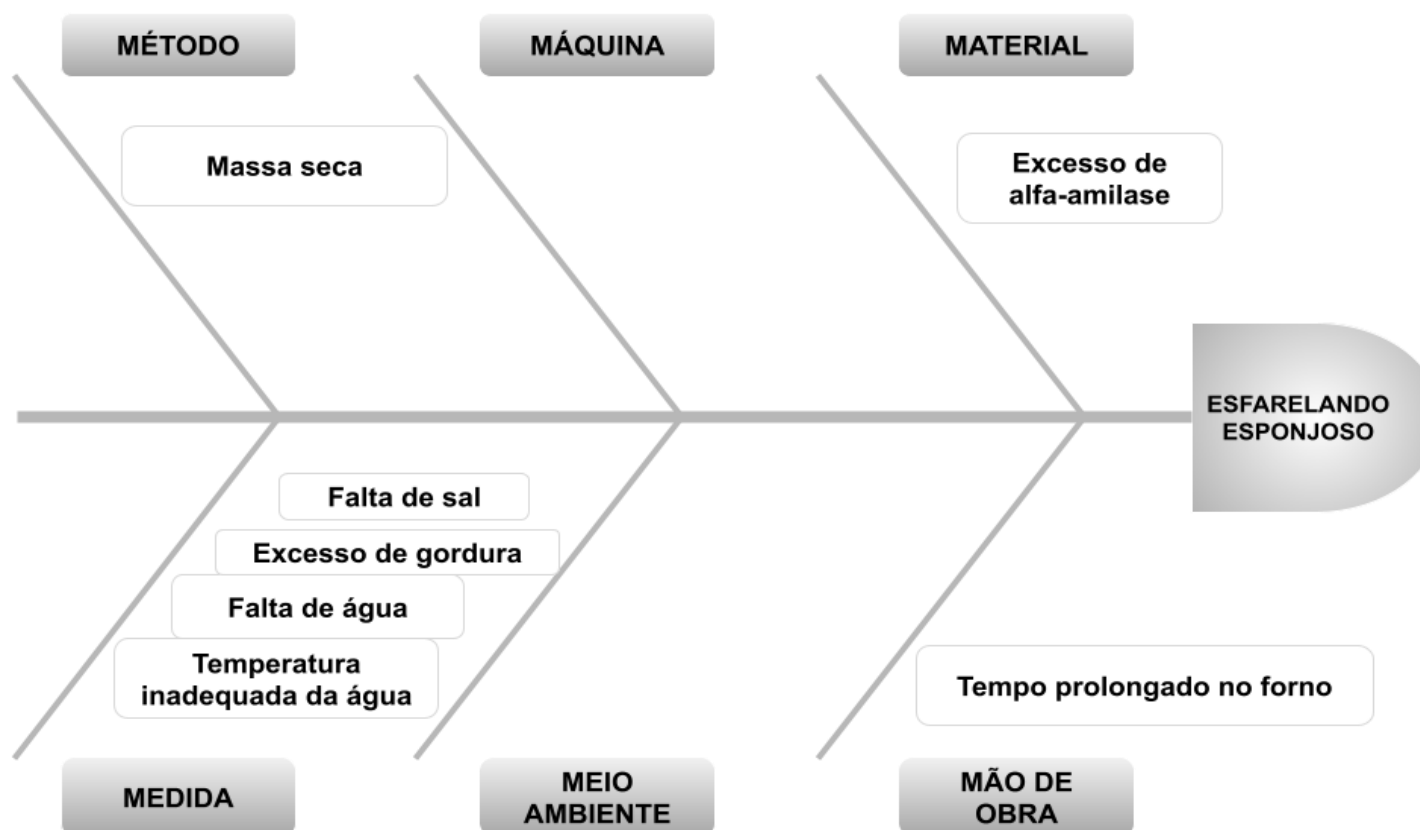 MÉTODO
MÁQUINA
MATERIAL
Massa seca
Excesso de
alfa-amilase
ESFARELANDO
ESPONJOSO
Falta de sal
Excesso de gordura
Falta de água
Temperatura
inadequada da água
Tempo prolongado no forno
MEDIDA
MEIO
AMBIENTE
MÃO DE
OBRA